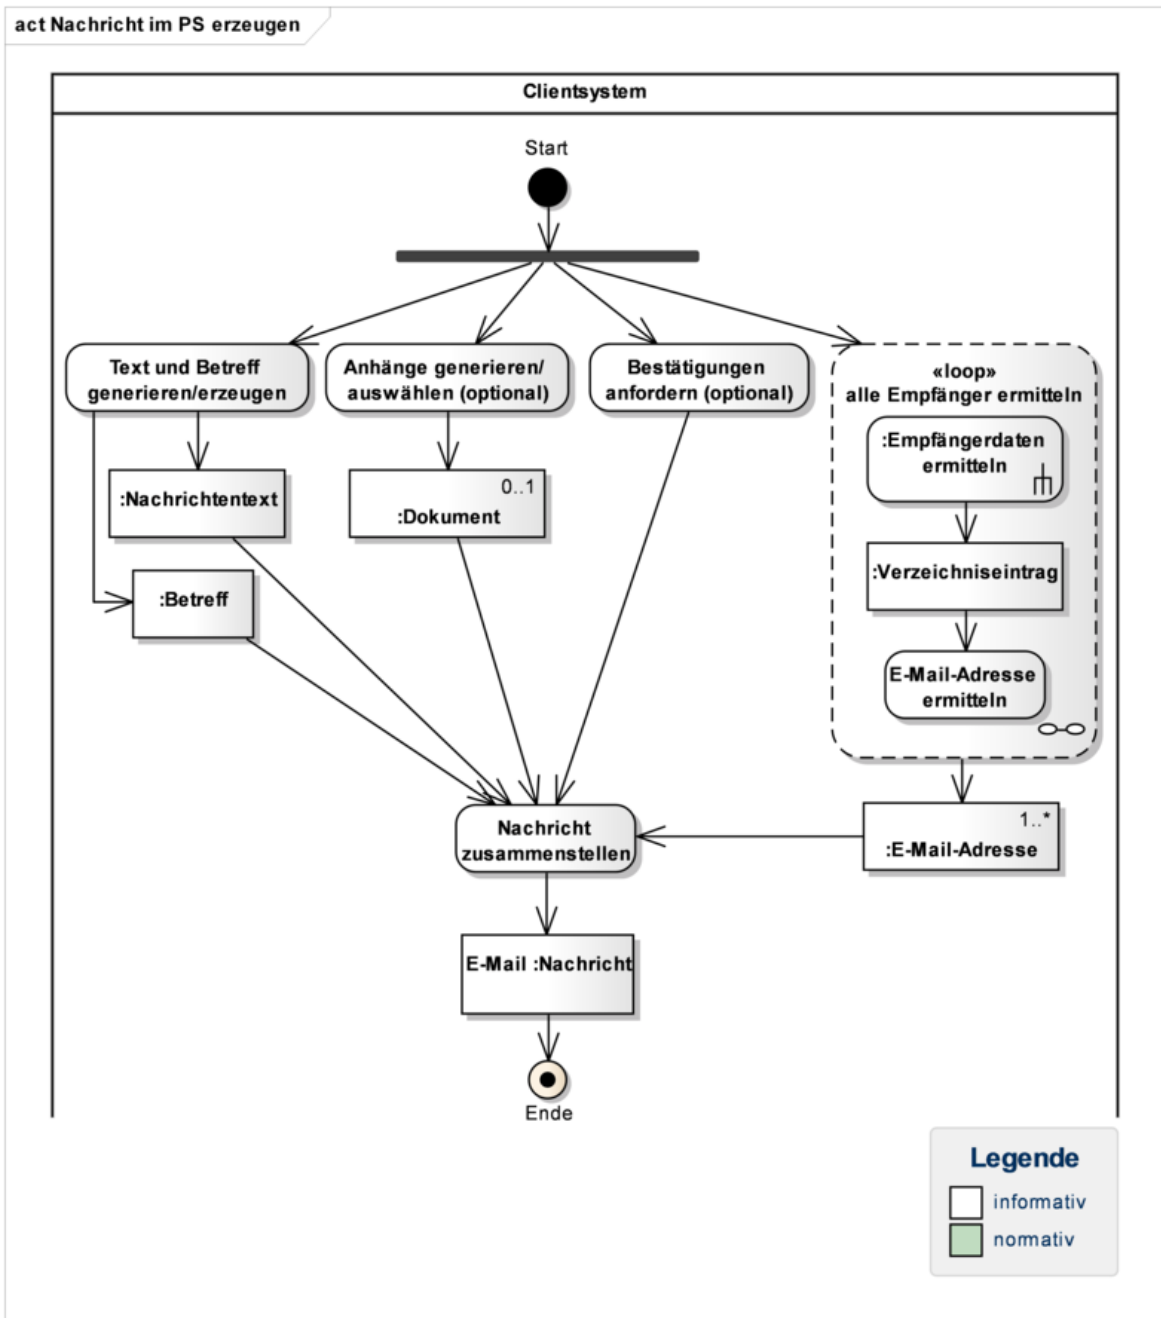 act Nachricht im PS erzeugen
Clientsystem
Start
Text und Betreff
generieren/erzeugen
Anhänge generieren/
auswählen (optional)
Bestätigungen
anfordern (optional)
«loop»
alle Empfänger ermitteln
:Empfängerdaten
ermitteln
:Nachrichtentext
0..1
:Dokument
:Verzeichniseintrag
:Betreff
E-Mail-Adresse
ermitteln
Nachricht
zusammenstellen
1..*
:E-Mail-Adresse
E-Mail :Nachricht
Ende
Legende
informativ
normativ